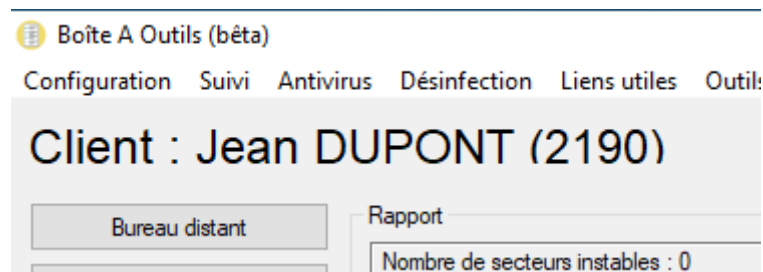 Boîte A Outils (bêta)
Configuration Suivi Antivirus Désinfection Liens utiles Outils
Client : Jean DUPONT (2190)
Bureau distant
Rapport
Nombre de secteurs instables : 0